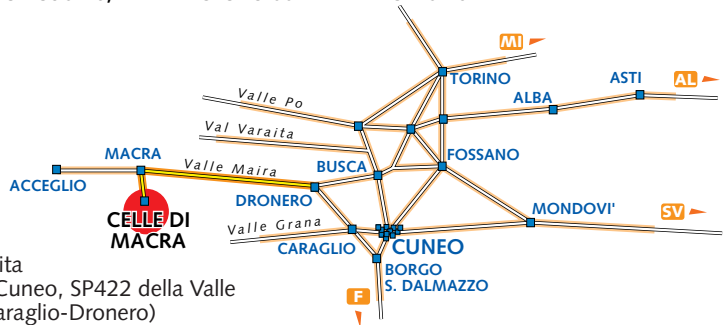 MI
TORINO
ASTI
AL
Valle Po
ALBA
Val Varaita
MACRA
Valle Maira
BUSCA
FOSSANO
ACCEGLIO
DRONERO
CELLE DI
MACRA
Valle Grana
MONDOVI'
SV
CARAGLIO
CUNEO
BORGO
S. DALMAZZO
ita
Cuneo, SP422 della Valle
araglio-Dronero)
F